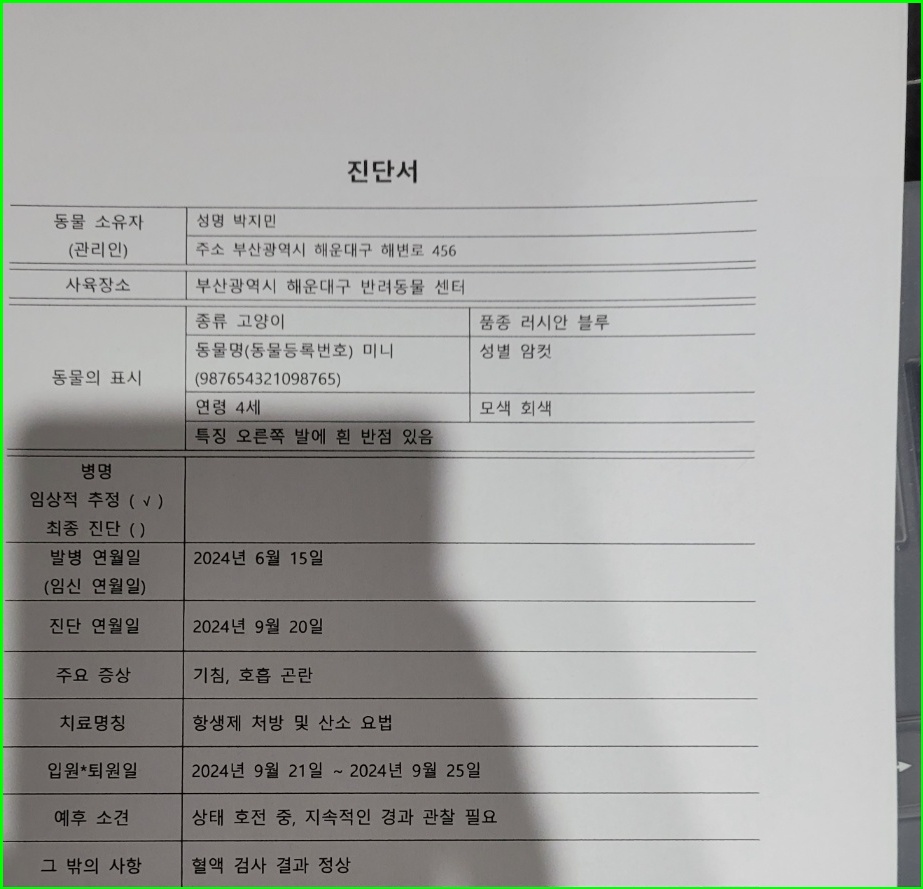 진단서
동물 소유자
(관리인)
성명 박지민
주소 부산광역시 해운대구 해변로 456
사육장소
부산광역시 해운대구 반려동물 센터
동물의 표시
종류 고양이
품종 러시안 블루
동물명(동물등록번호) 미니
(987654321098765)
성별 암컷
연령 4세
모색 회색
특징 오른쪽 발에 흰 반점 있음
병명
임상적 추정 ( √ )
최종 진단 ( )
발병 연월일
(임신 연월일)
2024년 6월 15일
진단 연월일
2024년 9월 20일
주요 증상
기침, 호흡 곤란
치료명칭
항생제 처방 및 산소 요법
입원*퇴원일
2024년 9월 21일 ~ 2024년 9월 25일
예후 소견
상태 호전 중, 지속적인 경과 관찰 필요
그 밖의 사항
혈액 검사 결과 정상